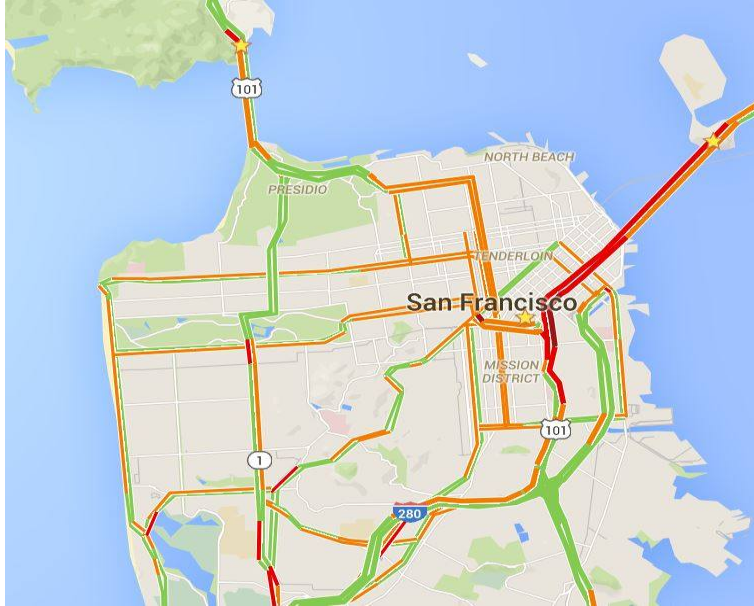 101
NORTH BEACH
PRESIDIO
TENDERLOIN
San Francisco
MISSION
DISTRICT
101
1
280